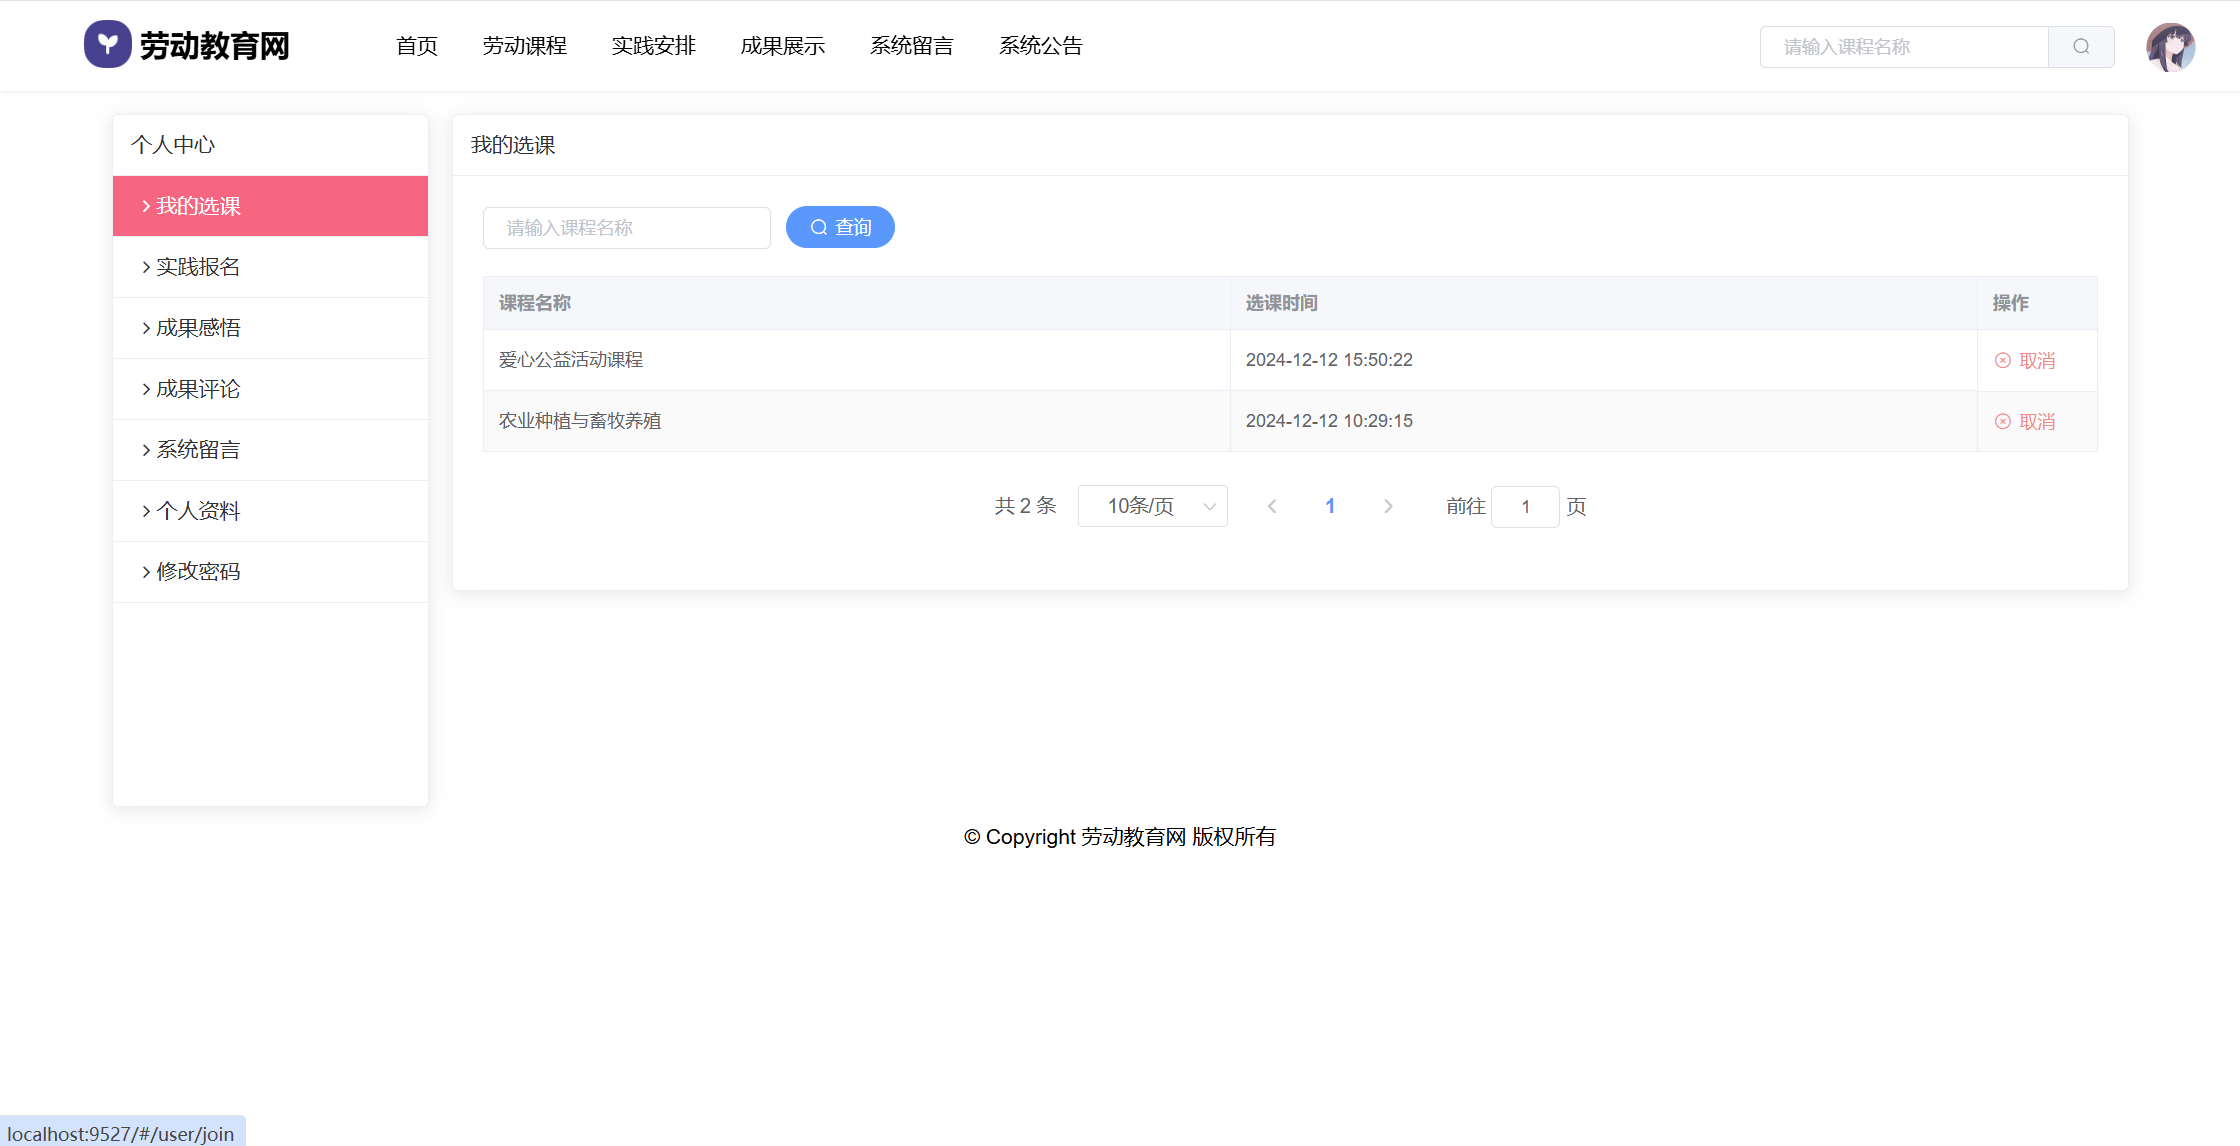 劳动教育网 首页 劳动课程 实践安排 成果展示 系统留言 系统公告 请输入课程名称
个人中心
我的选课
实践报名
成果感悟
成果评论
系统留言
个人资料
修改密码
我的选课
请输入课程名称 查询
课程名称 选课时间 操作
爱心公益活动课程 2024-12-12 15:50:22 取消
农业种植与畜牧养殖 2024-12-12 10:29:15 取消
共 2 条 10条/页 1 前往 1 页
© Copyright 劳动教育网 版权所有
localhost:9527/#/user/join